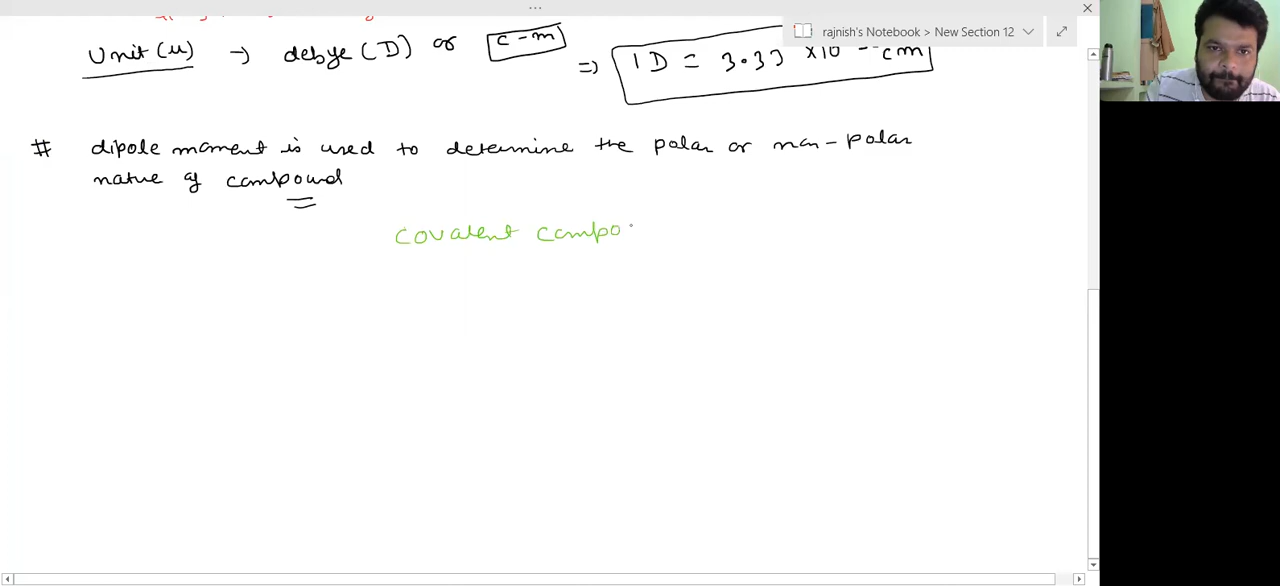 rajnish's Notebook > New Section 12
Unit (μ) → debye (D) or C-m
⇒ 1 D = 3.33 ×10 cm
# dipole moment is used to determine the polar or non-polar
nature of compound
covalent compo